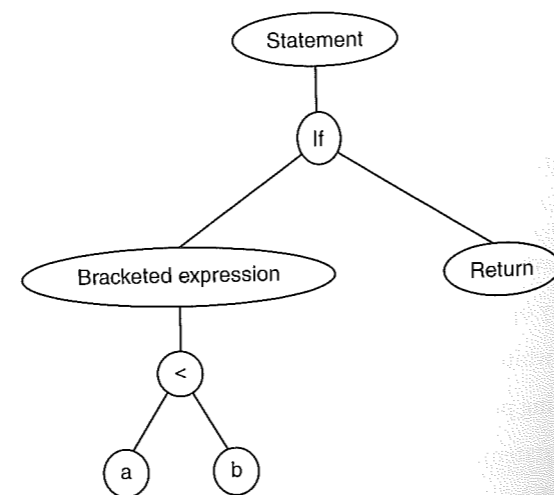 Statement
If
Bracketed expression
Return
<
a
b